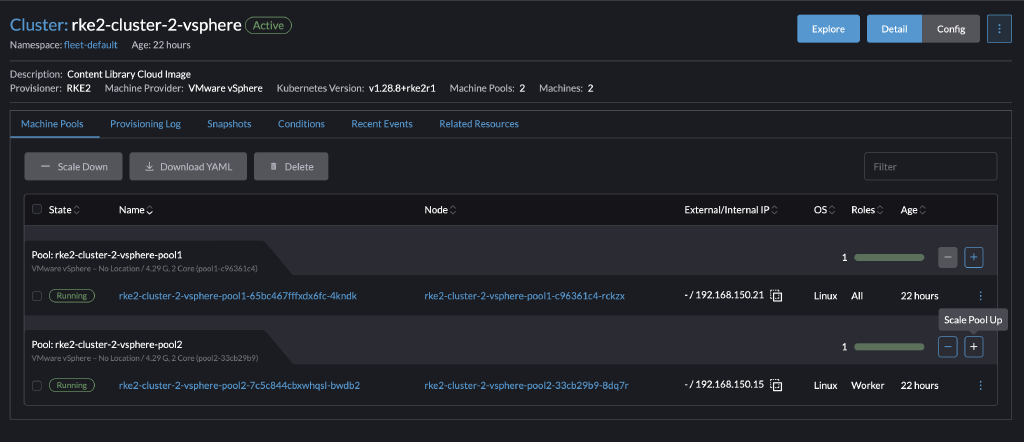 Cluster: rke2-cluster-2-vsphere Active
Namespace: fleet-default Age: 22 hours
Explore Detail Config
Description: Content Library Cloud Image
Provisioner: RKE2 Machine Provider: VMware vSphere Kubernetes Version: v1.28.8+rke2r1 Machine Pools: 2 Machines: 2
Machine Pools Provisioning Log Snapshots Conditions Recent Events Related Resources
Scale Down Download YAML Delete Filter
State Name Node External/Internal IP OS Roles Age
Pool: rke2-cluster-2-vsphere-pool1 1
VMware vSphere – No Location / 4.29 G, 2 Core (pool1-c96361c4)
Running rke2-cluster-2-vsphere-pool1-65bc467fffxdx6fc-4kndk rke2-cluster-2-vsphere-pool1-c96361c4-rckzx - / 192.168.150.21 Linux All 22 hours
Scale Pool Up
Pool: rke2-cluster-2-vsphere-pool2 1
VMware vSphere – No Location / 4.29 G, 2 Core (pool2-33cb29b9)
Running rke2-cluster-2-vsphere-pool2-7c5c844cbxwhqsl-bwdb2 rke2-cluster-2-vsphere-pool2-33cb29b9-8dq7r - / 192.168.150.15 Linux Worker 22 hours